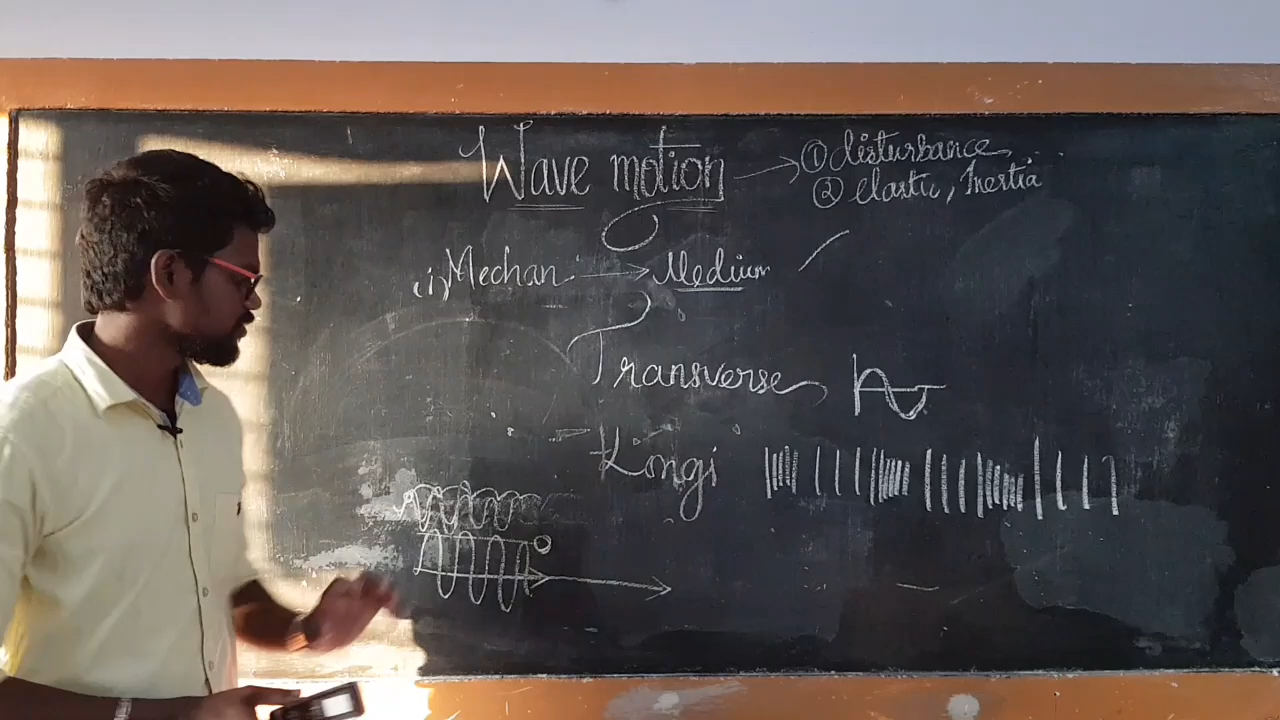 Wave motion → ① disturbance
② elastic, Inertia
(i) Mechan → Medium
Transverse
Longi